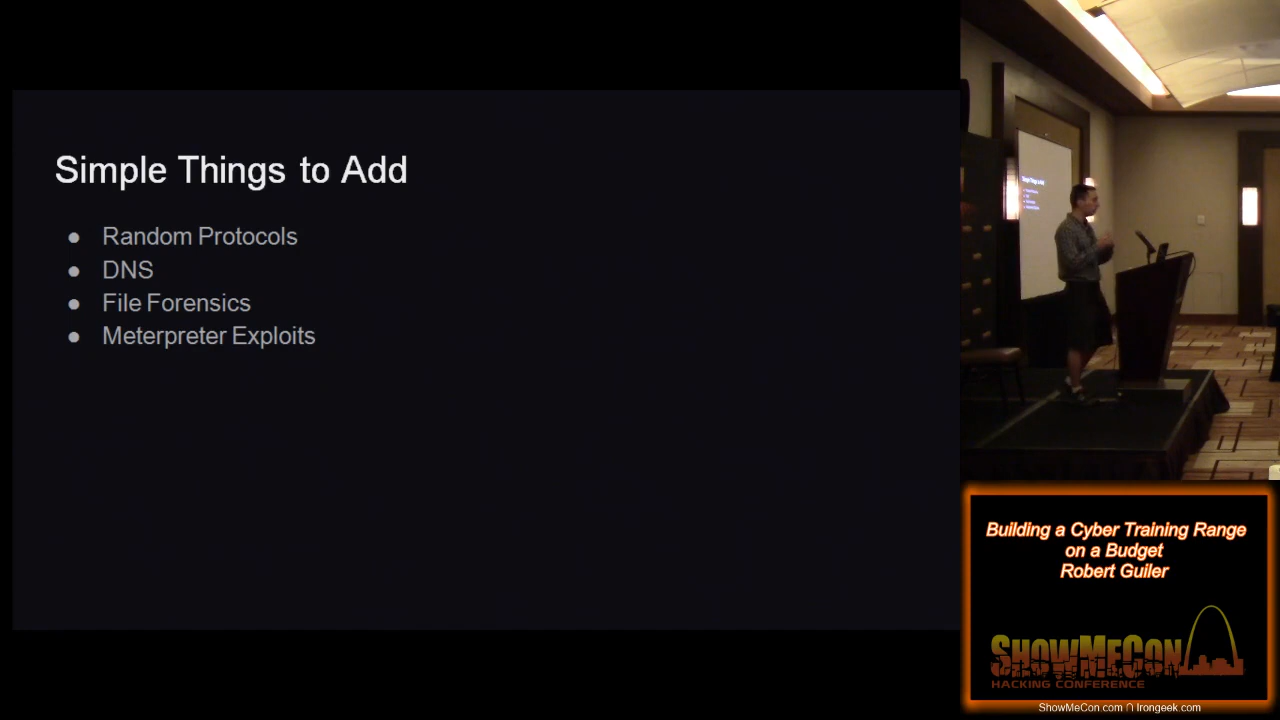 Simple Things to Add
● Random Protocols
● DNS
● File Forensics
● Meterpreter Exploits
Building a Cyber Training Range
on a Budget
Robert Guiler
SHOWMECON
HACKING CONFERENCE
ShowMeCon.com ∩ Irongeek.com